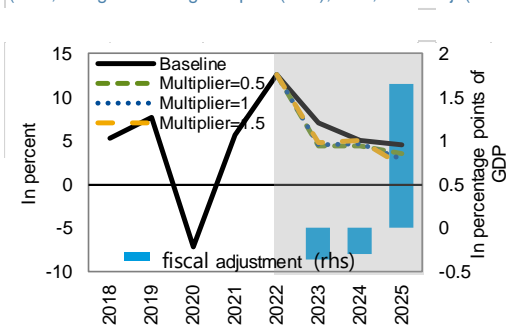 15
10
5
0
-5
-10
In percent
Baseline
Multiplier=0.5
Multiplier=1
Multiplier=1.5
fiscal adjustment (rhs)
2
1.5
1
0.5
0
-0.5
In percentage points of
GDP
2018
2019
2020
2021
2022
2023
2024
2025